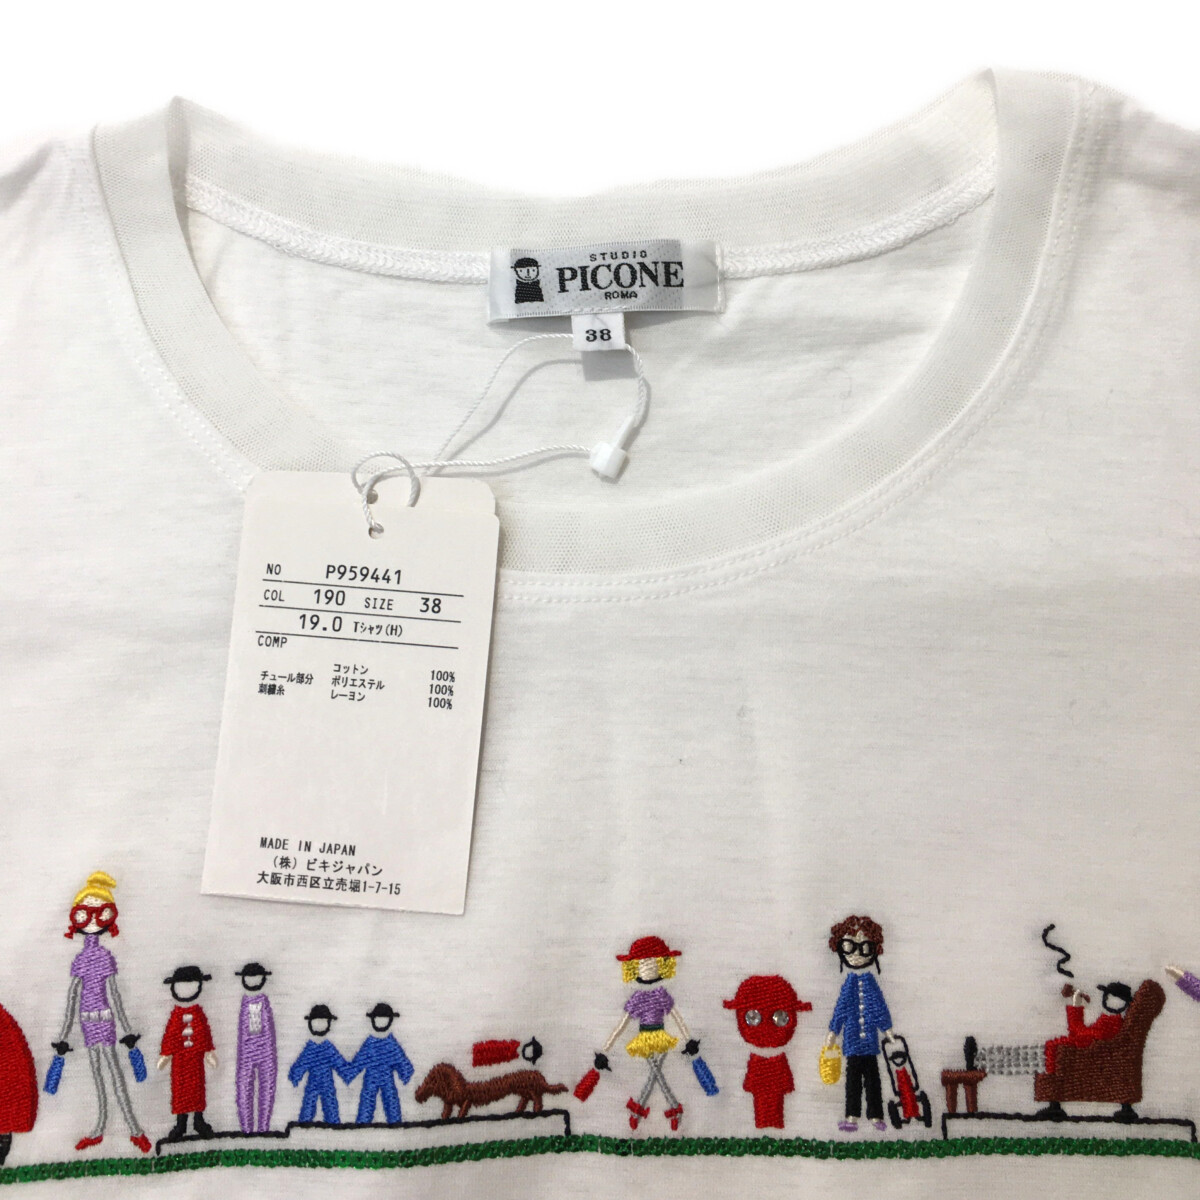 STUDIO
PICONE
ROMA
38
NO P959441
COL 190 SIZE 38
19.0 Tシャツ(H)
COMP
コットン 100%
チュール部分 ポリエステル 100%
刺繍糸 レーヨン 100%
MADE IN JAPAN
(株) ビキジャパン
大阪市西区立売堀1-7-15